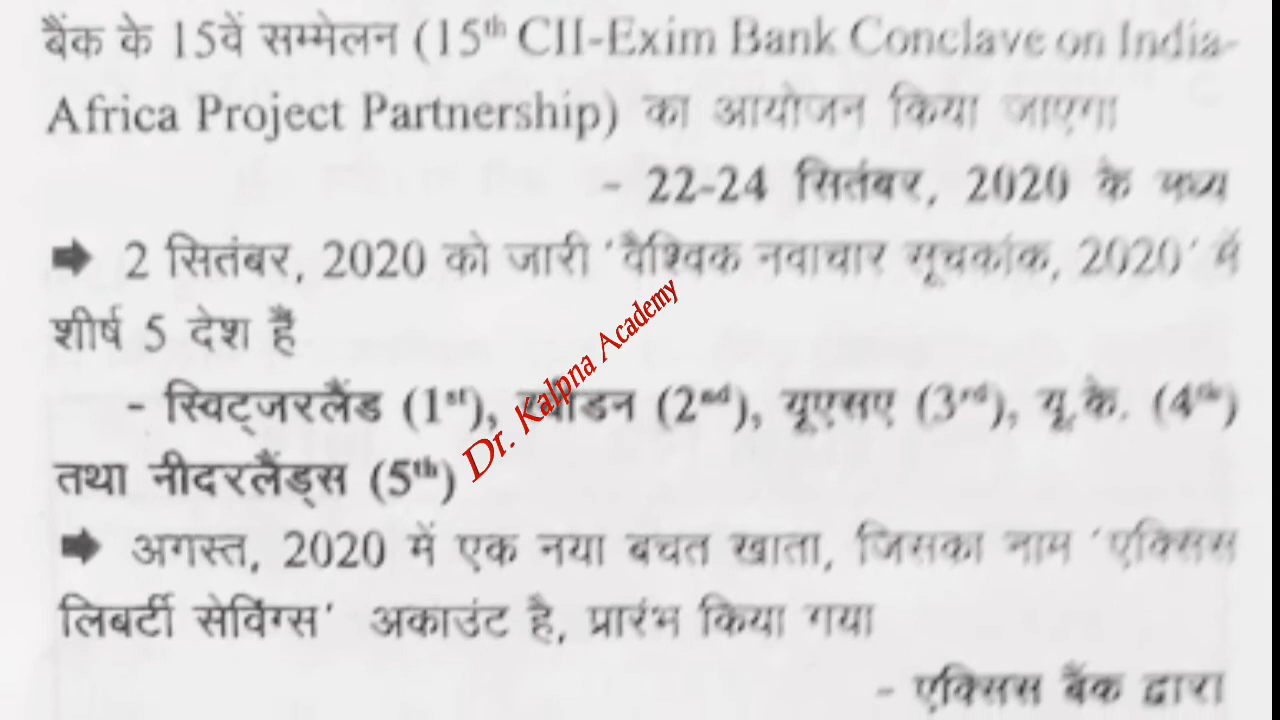 बैंक के 15वें सम्मेलन (15th CII-Exim Bank Conclave on India-
Africa Project Partnership) का आयोजन किया जाएगा
- 22-24 सितंबर, 2020 के मध्य
➡ 2 सितंबर, 2020 को जारी 'वैश्विक नवाचार सूचकांक, 2020' में
शीर्ष 5 देश हैं
- स्विट्जरलैंड (1st), स्वीडन (2nd), यूएसए (3rd), यू.के. (4th)
तथा नीदरलैंड्स (5th)
Dr. Kalpna Academy
➡ अगस्त, 2020 में एक नया बचत खाता, जिसका नाम 'एक्सिस
लिबर्टी सेविंग्स' अकाउंट है, प्रारंभ किया गया
- एक्सिस बैंक द्वारा